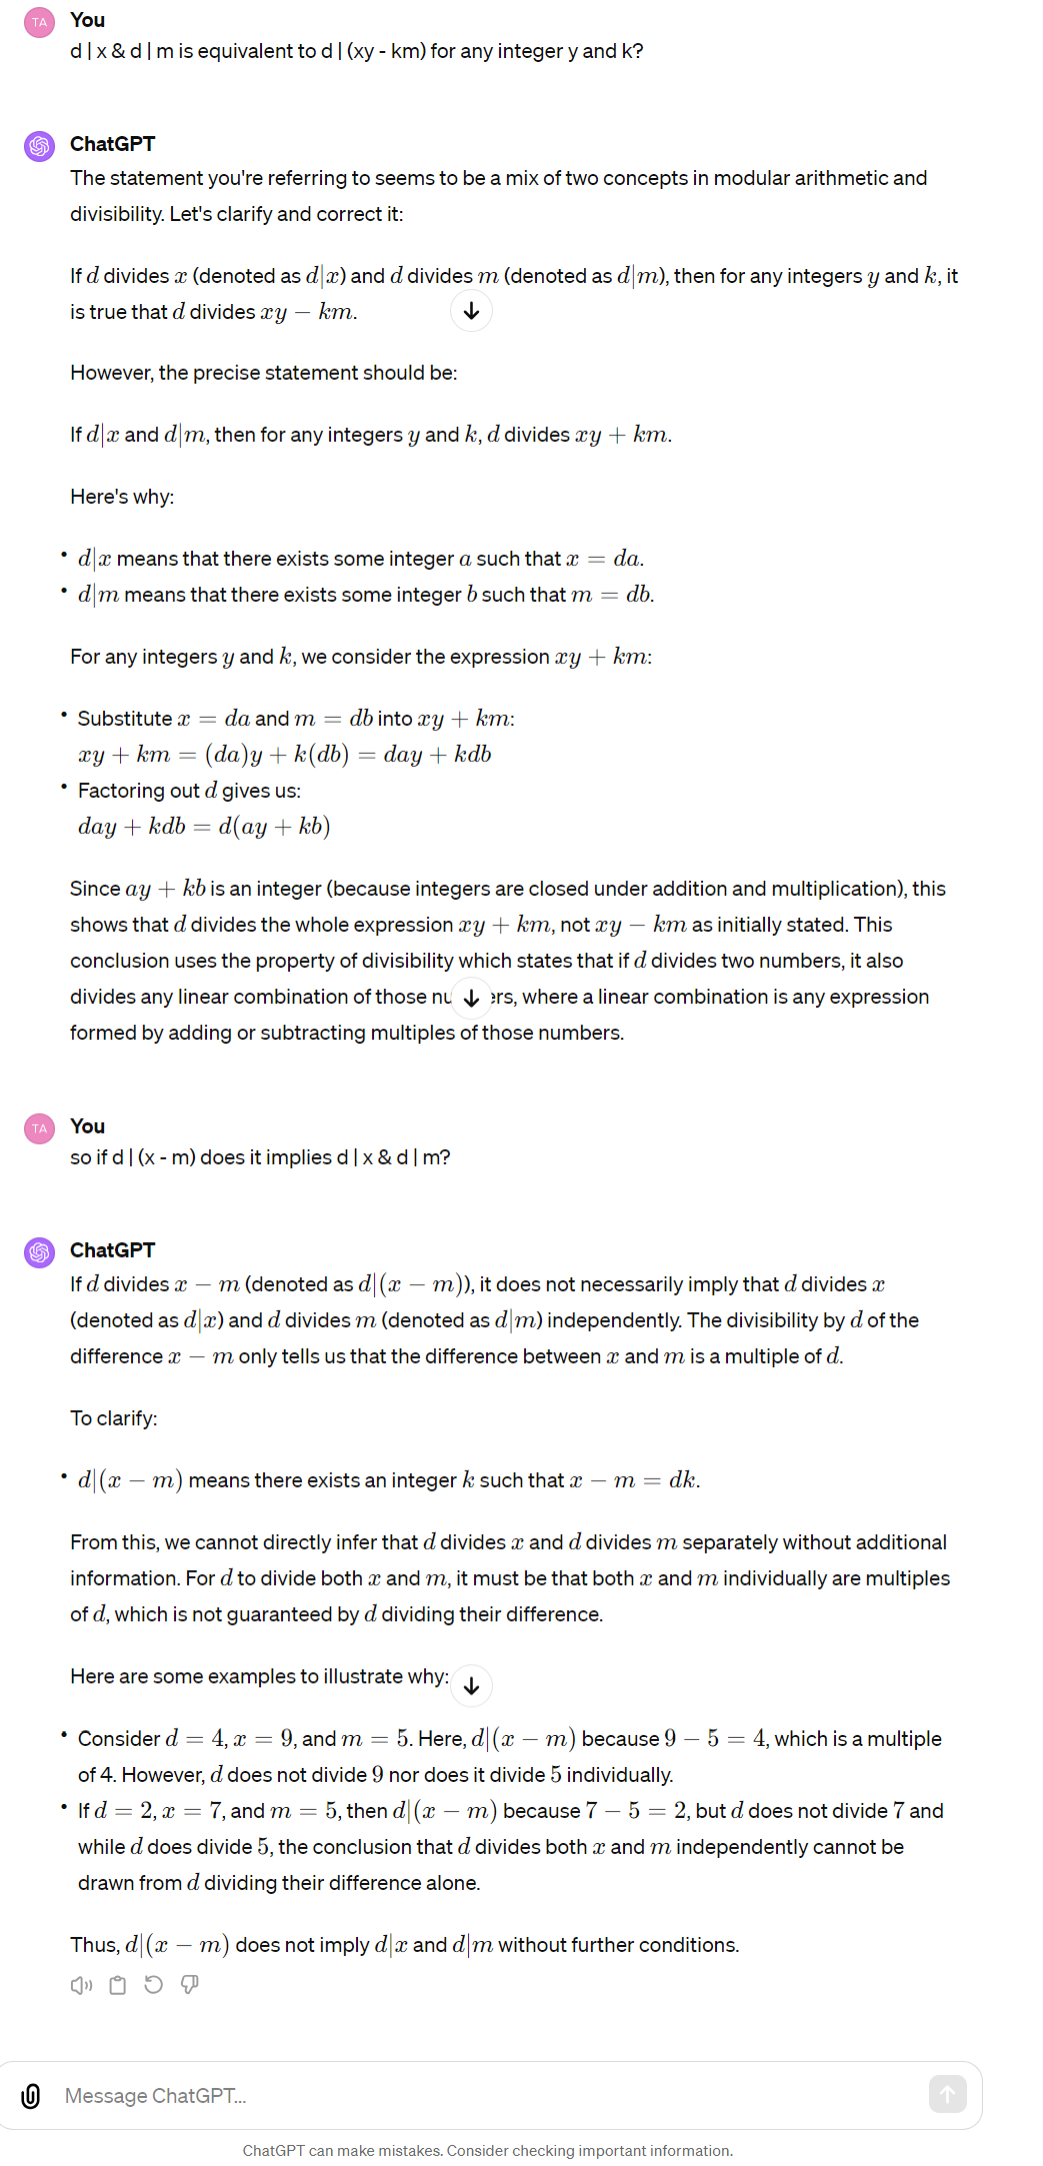 TA
You
d | x & d | m is equivalent to d | (xy - km) for any integer y and k?
ChatGPT
The statement you're referring to seems to be a mix of two concepts in modular arithmetic and
divisibility. Let's clarify and correct it:
If d divides x (denoted as d|x) and d divides m (denoted as d|m), then for any integers y and k, it
is true that d divides xy − km.
However, the precise statement should be:
If d|x and d|m, then for any integers y and k, d divides xy + km.
Here's why:
• d|x means that there exists some integer a such that x = da.
• d|m means that there exists some integer b such that m = db.
For any integers y and k, we consider the expression xy + km:
• Substitute x = da and m = db into xy + km:
xy + km = (da)y + k(db) = day + kdb
• Factoring out d gives us:
day + kdb = d(ay + kb)
Since ay + kb is an integer (because integers are closed under addition and multiplication), this
shows that d divides the whole expression xy + km, not xy − km as initially stated. This
conclusion uses the property of divisibility which states that if d divides two numbers, it also
divides any linear combination of those nu ers, where a linear combination is any expression
formed by adding or subtracting multiples of those numbers.
TA
You
so if d | (x - m) does it implies d | x & d | m?
ChatGPT
If d divides x − m (denoted as d|(x − m)), it does not necessarily imply that d divides x
(denoted as d|x) and d divides m (denoted as d|m) independently. The divisibility by d of the
difference x − m only tells us that the difference between x and m is a multiple of d.
To clarify:
• d|(x − m) means there exists an integer k such that x − m = dk.
From this, we cannot directly infer that d divides x and d divides m separately without additional
information. For d to divide both x and m, it must be that both x and m individually are multiples
of d, which is not guaranteed by d dividing their difference.
Here are some examples to illustrate why:
• Consider d = 4, x = 9, and m = 5. Here, d|(x − m) because 9 − 5 = 4, which is a multiple
of 4. However, d does not divide 9 nor does it divide 5 individually.
• If d = 2, x = 7, and m = 5, then d|(x − m) because 7 − 5 = 2, but d does not divide 7 and
while d does divide 5, the conclusion that d divides both x and m independently cannot be
drawn from d dividing their difference alone.
Thus, d|(x − m) does not imply d|x and d|m without further conditions.
Message ChatGPT...
ChatGPT can make mistakes. Consider checking important information.